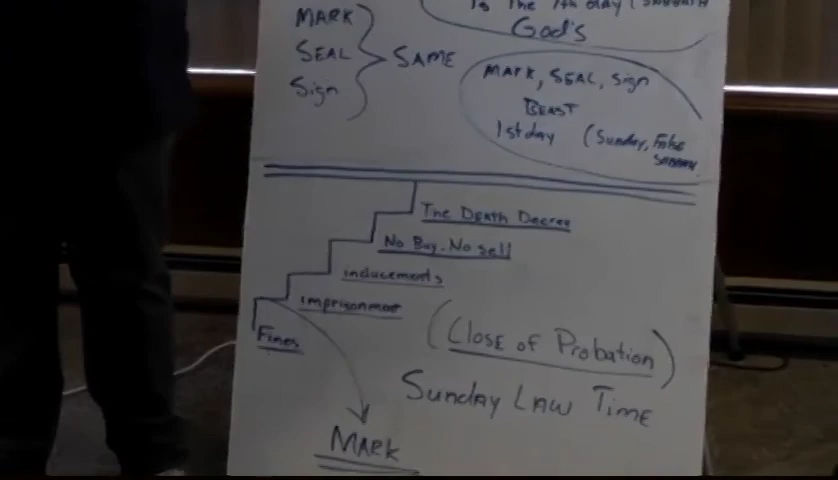 Is The 7th day (SABBATH
God's
MARK
SEAL
Sign
SAME
MARK, SEAL, Sign
BEAST
1st day (Sunday, False
SABBATH
The Death Decree
No Buy. No Sell
inducements
imprisonment
Fines
(Close of Probation)
Sunday Law Time
MARK